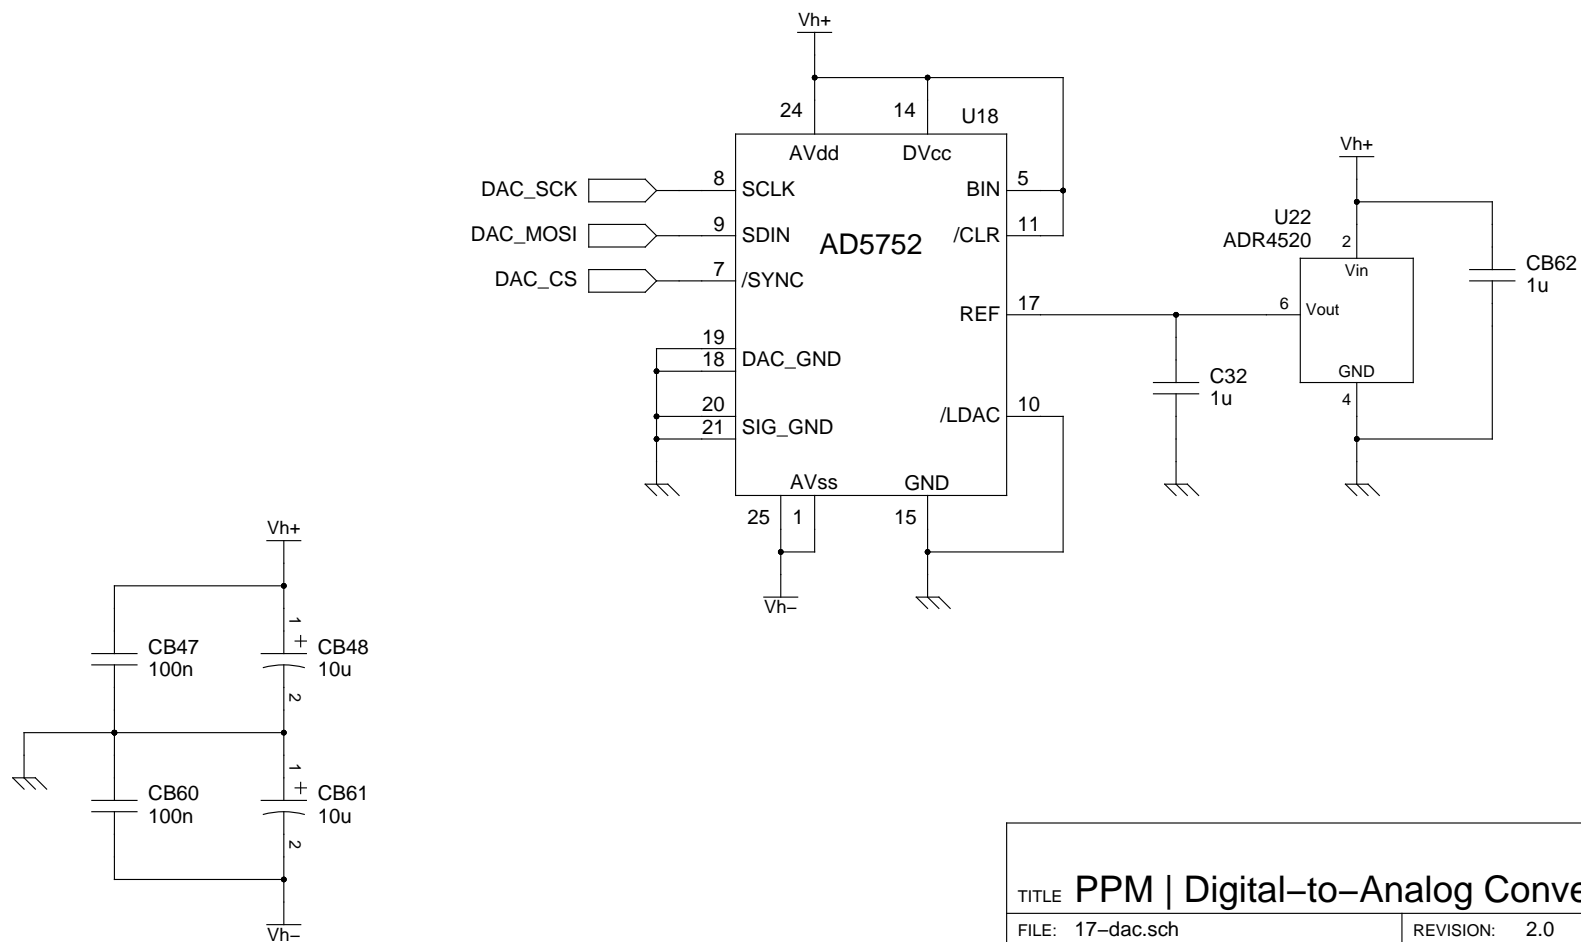 Vh+
24
14
U18
AVdd
DVcc
DAC_SCK
8
SCLK
BIN
5
DAC_MOSI
9
SDIN
AD5752
/CLR
11
DAC_CS
7
/SYNC
REF
17
19
18
DAC_GND
20
21
SIG_GND
/LDAC
10
AVss
GND
25
1
15
Vh−
Vh+
U22
ADR4520
2
Vin
6
Vout
GND
4
CB62
1u
C32
1u
Vh+
CB47
100n
1
+
CB48
10u
2
CB60
100n
1
+
CB61
10u
2
Vh−
TITLE PPM | Digital−to−Analog Conve
FILE: 17−dac.sch
REVISION: 2.0